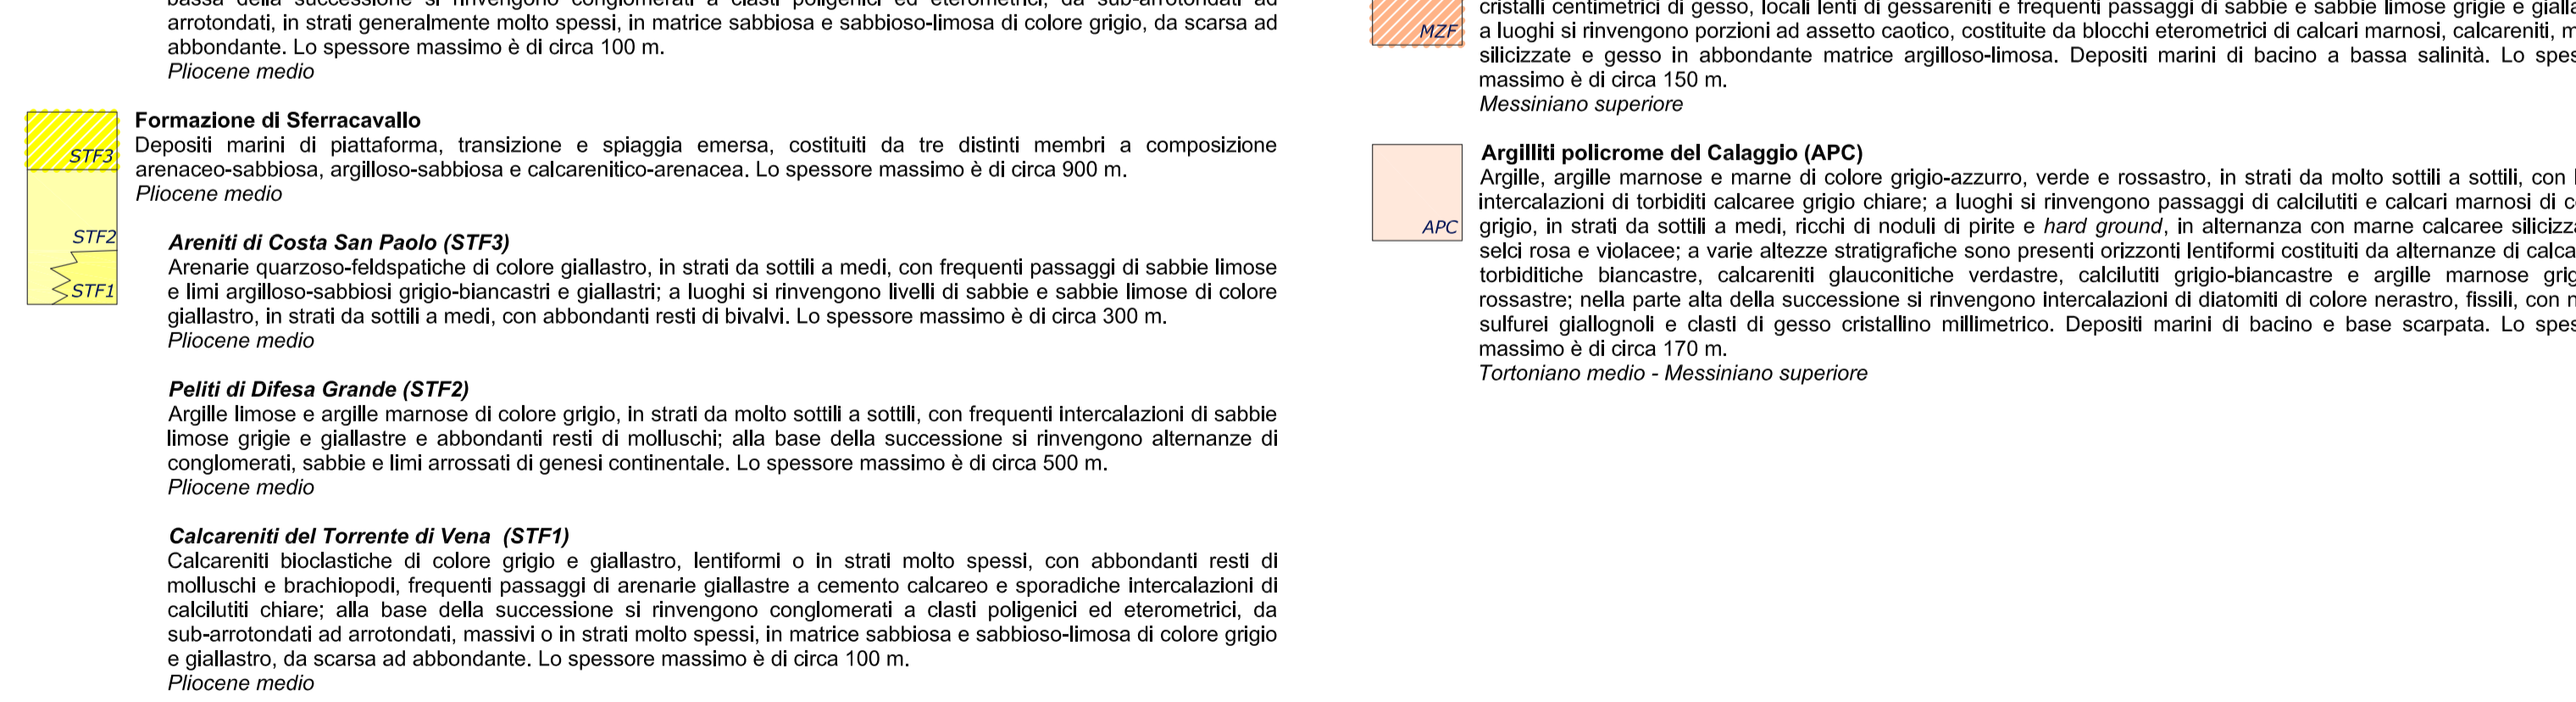 arrotondati, in strati generalmente molto spessi, in matrice sabbiosa e sabbioso-limosa di colore grigio, da scarsa ad
abbondante. Lo spessore massimo è di circa 100 m.
Pliocene medio
STF3
STF2
STF1
Formazione di Sferracavallo
Depositi marini di piattaforma, transizione e spiaggia emersa, costituiti da tre distinti membri a composizione
arenaceo-sabbiosa, argilloso-sabbiosa e calcarenitico-arenacea. Lo spessore massimo è di circa 900 m.
Pliocene medio
Areniti di Costa San Paolo (STF3)
Arenarie quarzoso-feldspatiche di colore giallastro, in strati da sottili a medi, con frequenti passaggi di sabbie limose
e limi argilloso-sabbiosi grigio-biancastri e giallastri; a luoghi si rinvengono livelli di sabbie e sabbie limose di colore
giallastro, in strati da sottili a medi, con abbondanti resti di bivalvi. Lo spessore massimo è di circa 300 m.
Pliocene medio
Peliti di Difesa Grande (STF2)
Argille limose e argille marnose di colore grigio, in strati da molto sottili a sottili, con frequenti intercalazioni di sabbie
limose grigie e giallastre e abbondanti resti di molluschi; alla base della successione si rinvengono alternanze di
conglomerati, sabbie e limi arrossati di genesi continentale. Lo spessore massimo è di circa 500 m.
Pliocene medio
Calcareniti del Torrente di Vena (STF1)
Calcareniti bioclastiche di colore grigio e giallastro, lentiformi o in strati molto spessi, con abbondanti resti di
molluschi e brachiopodi, frequenti passaggi di arenarie giallastre a cemento calcareo e sporadiche intercalazioni di
calcilutiti chiare; alla base della successione si rinvengono conglomerati a clasti poligenici ed eterometrici, da
sub-arrotondati ad arrotondati, massivi o in strati molto spessi, in matrice sabbiosa e sabbioso-limosa di colore grigio
e giallastro, da scarsa ad abbondante. Lo spessore massimo è di circa 100 m.
Pliocene medio
MZF
cristalli centimetrici di gesso, locali lenti di gessareniti e frequenti passaggi di sabbie e sabbie limose grigie e
a luoghi si rinvengono porzioni ad assetto caotico, costituite da blocchi eterometrici di calcari marnosi, calcareniti,
silicizzate e gesso in abbondante matrice argilloso-limosa. Depositi marini di bacino a bassa salinità. Lo
massimo è di circa 150 m.
Messiniano superiore
APC
Argilliti policrome del Calaggio (APC)
Argille, argille marnose e marne di colore grigio-azzurro, verde e rossastro, in strati da molto sottili a sottili, con
intercalazioni di torbiditi calcaree grigio chiare; a luoghi si rinvengono passaggi di calcilutiti e calcari marnosi di
grigio, in strati da sottili a medi, ricchi di noduli di pirite e hard ground, in alternanza con marne calcaree
selci rosa e violacee; a varie altezze stratigrafiche sono presenti orizzonti lentiformi costituiti da alternanze di
torbiditiche biancastre, calcareniti glauconitiche verdastre, calcilutiti grigio-biancastre e argille marnose
rossastre; nella parte alta della successione si rinvengono intercalazioni di diatomiti di colore nerastro, fissili, con
sulfurei giallognoli e clasti di gesso cristallino millimetrico. Depositi marini di bacino e base scarpata. Lo
massimo è di circa 170 m.
Tortoniano medio - Messiniano superiore